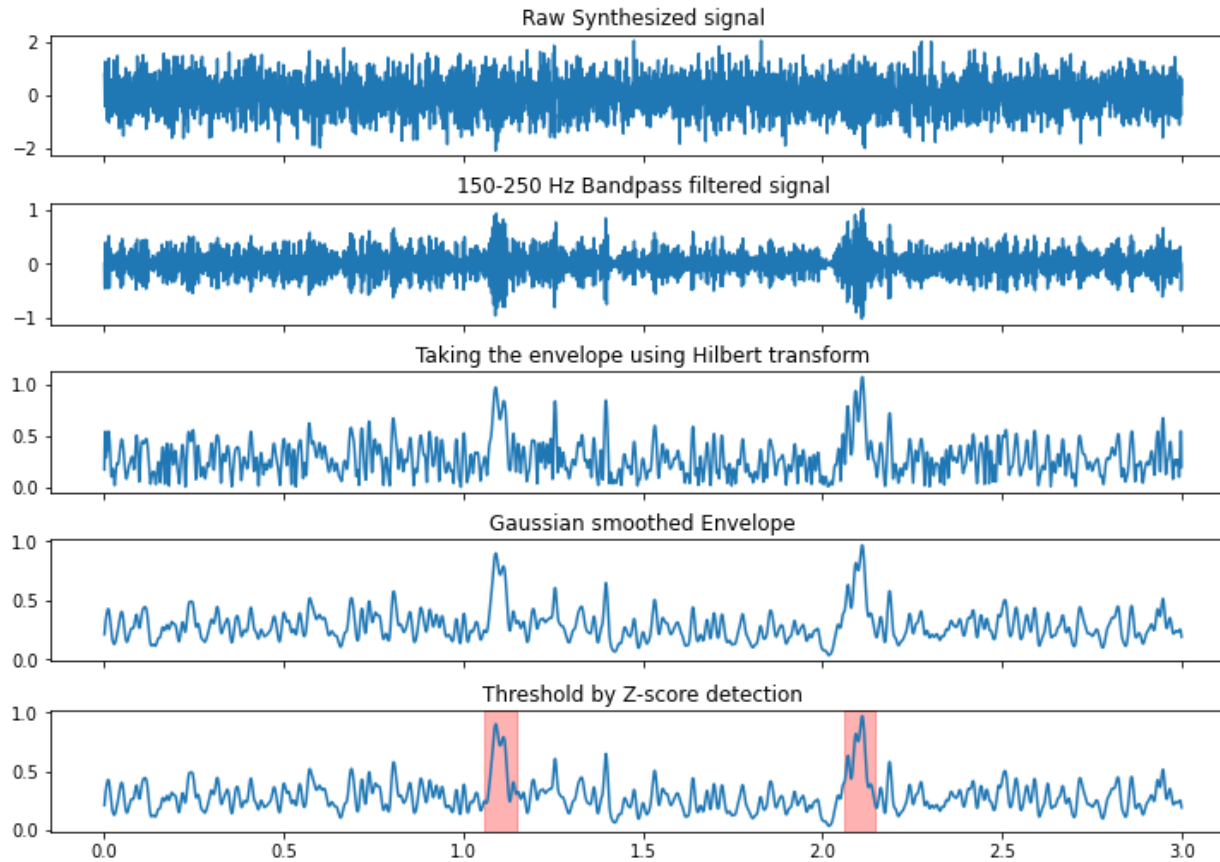 Raw Synthesized signal
2
0
−2
150-250 Hz Bandpass filtered signal
1
0
−1
Taking the envelope using Hilbert transform
1.0
0.5
0.0
Gaussian smoothed Envelope
1.0
0.5
0.0
Threshold by Z-score detection
1.0
0.5
0.0
0.0 0.5 1.0 1.5 2.0 2.5 3.0